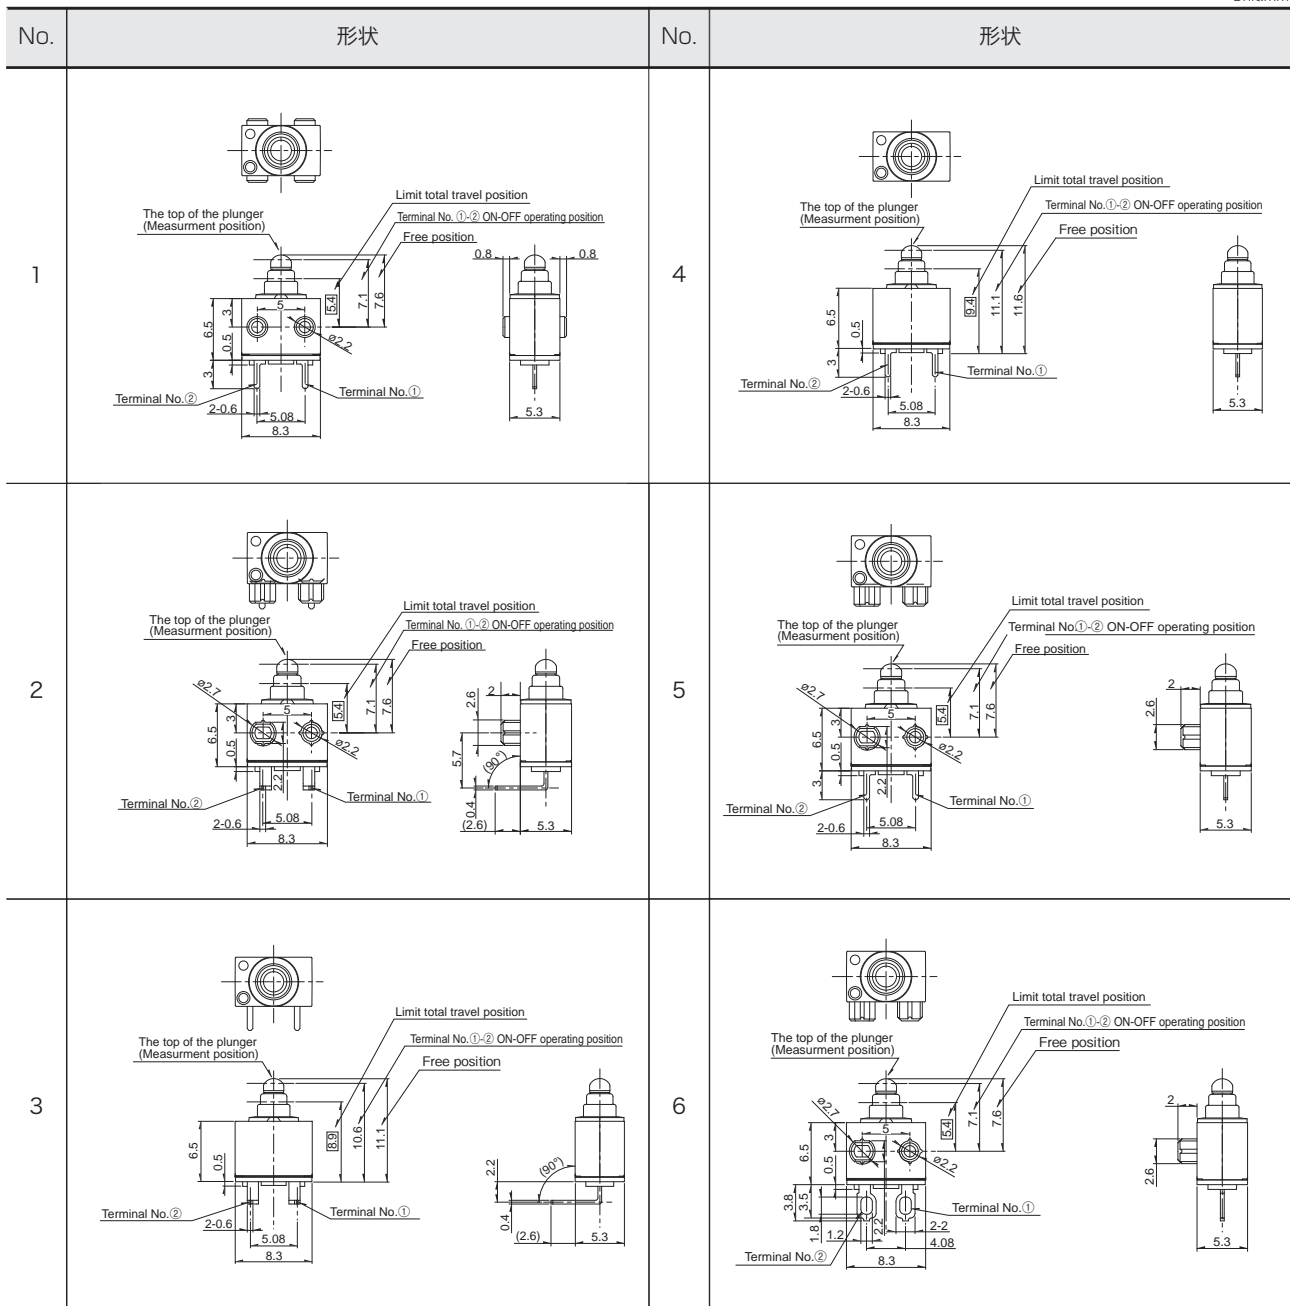 No.
形状
No.
形状
1
The top of the plunger
(Measurment position)
Limit total travel position
Terminal No. ①-② ON-OFF operating position
Free position
0.8
0.8
5.4
7.1
7.6
5
3
6.5
0.5
3
ø2.2
Terminal No.②
Terminal No.①
2-0.6
5.08
8.3
5.3
4
The top of the plunger
(Measurment position)
Limit total travel position
Terminal No.①-② ON-OFF operating position
Free position
9.4
11.1
11.6
6.5
0.5
3
Terminal No.②
Terminal No.①
2-0.6
5.08
8.3
5.3
2
The top of the plunger
(Measurment position)
Limit total travel position
Terminal No. ①-② ON-OFF operating position
Free position
ø2.7
5
3
6.5
0.5
2.2
ø2.2
5.4
7.1
7.6
2
2.6
5.7
(90°)
0.4
(2.6)
5.3
Terminal No.②
Terminal No.①
2-0.6
5.08
8.3
5
The top of the plunger
(Measurment position)
Limit total travel position
Terminal No.①-② ON-OFF operating position
Free position
ø2.7
5
3
6.5
0.5
3
2.2
ø2.2
5.4
7.1
7.6
2
2.6
5.3
Terminal No.②
Terminal No.①
2-0.6
5.08
8.3
3
The top of the plunger
(Measurment position)
Limit total travel position
Terminal No.①-② ON-OFF operating position
Free position
8.9
10.6
11.1
6.5
0.5
2.2
(90°)
0.4
(2.6)
5.3
Terminal No.②
Terminal No.①
2-0.6
5.08
8.3
6
The top of the plunger
(Measurment position)
Limit total travel position
Terminal No.①-② ON-OFF operating position
Free position
ø2.7
5
3
6.5
0.5
ø2.2
5.4
7.1
7.6
2
2.6
5.3
3.8
3.5
1.8
1.2
2.2
2-2
4.08
8.3
Terminal No.①
Terminal No.②